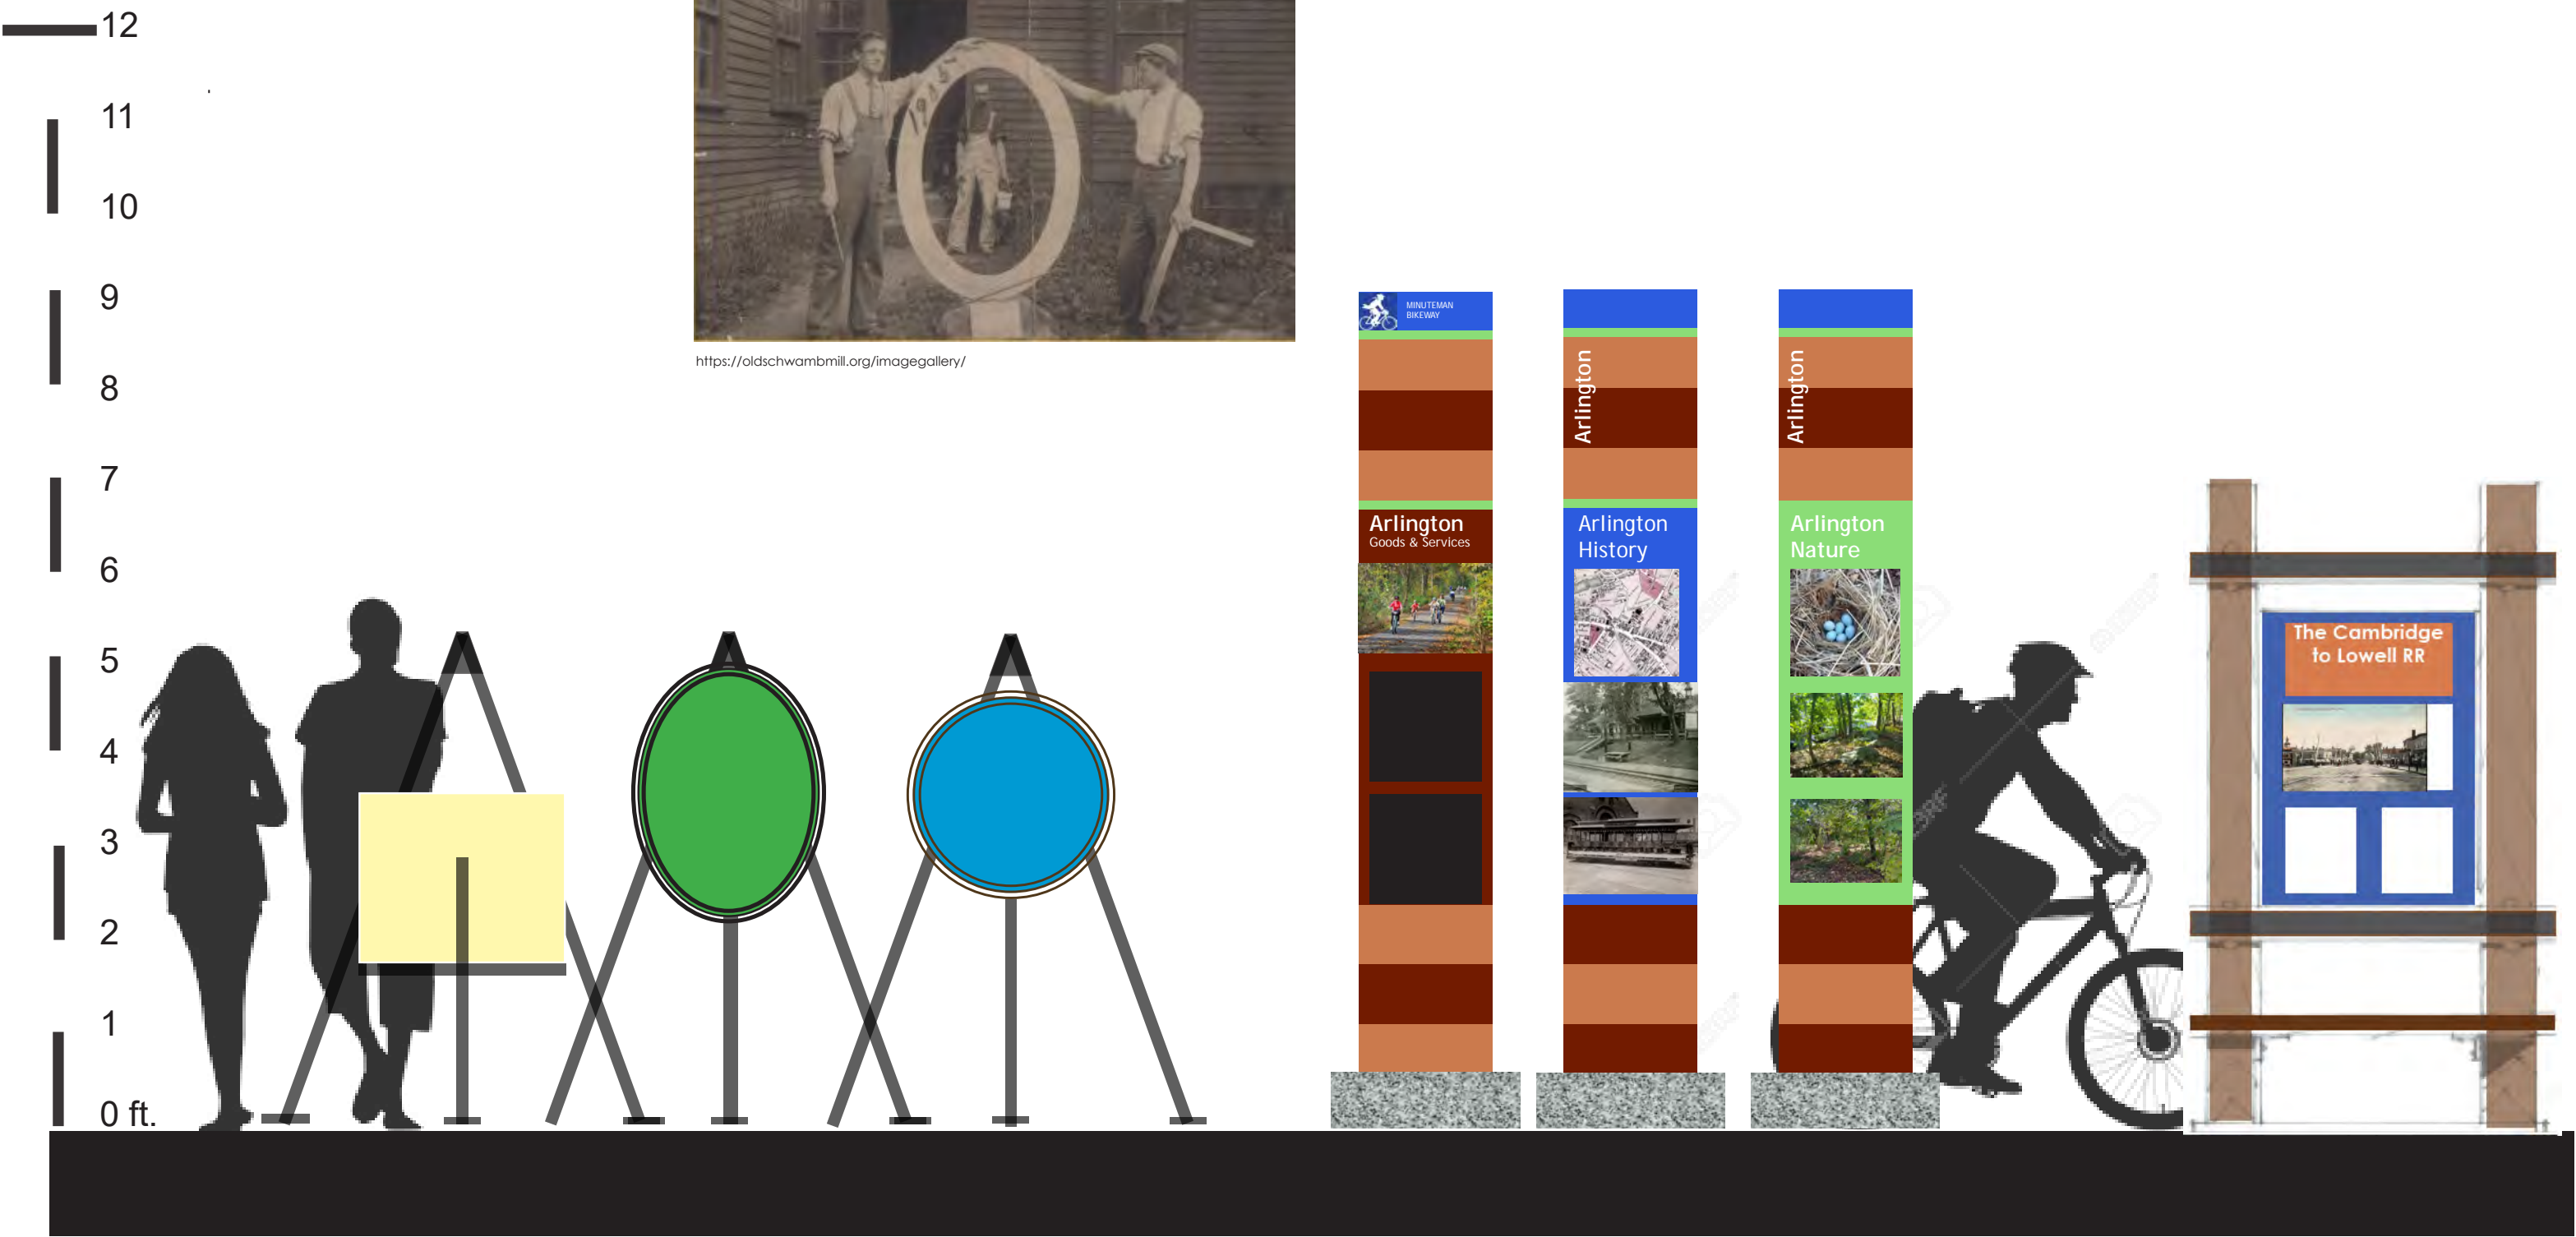 12
11
10
9
8
7
6
5
4
3
2
1
0 ft.
https://oldschwambmill.org/imagegallery/
MINUTEMAN
BIKEWAY
Arlington
Goods & Services
Arlington
Arlington
History
Arlington
Arlington
Nature
The Cambridge
to Lowell RR